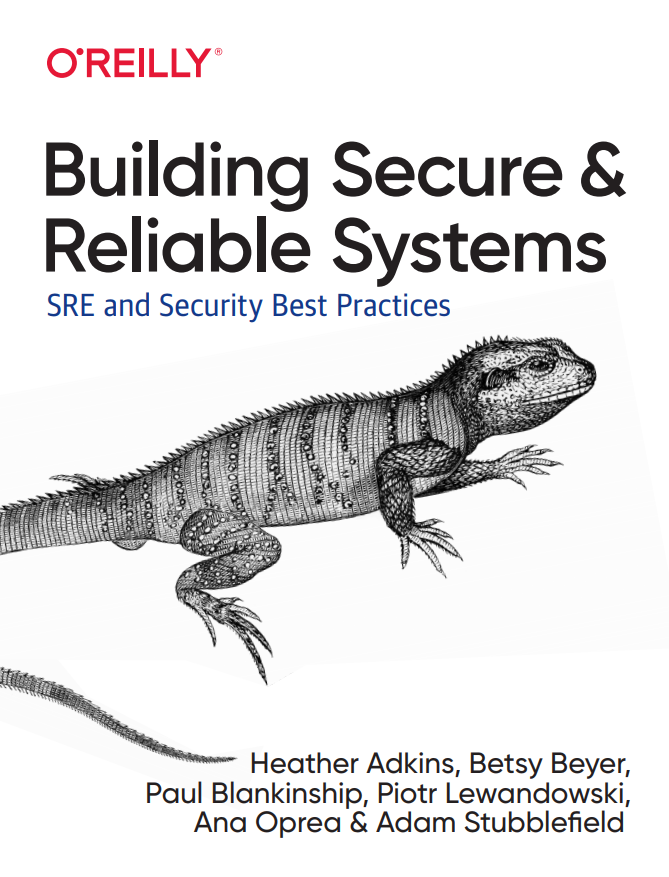 O'REILLY®
Building Secure &
Reliable Systems
SRE and Security Best Practices
Heather Adkins, Betsy Beyer,
Paul Blankinship, Piotr Lewandowski,
Ana Oprea & Adam Stubblefield